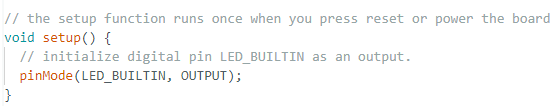 // the setup function runs once when you press reset or power the board
void setup() {
  // initialize digital pin LED_BUILTIN as an output.
  pinMode(LED_BUILTIN, OUTPUT);
}